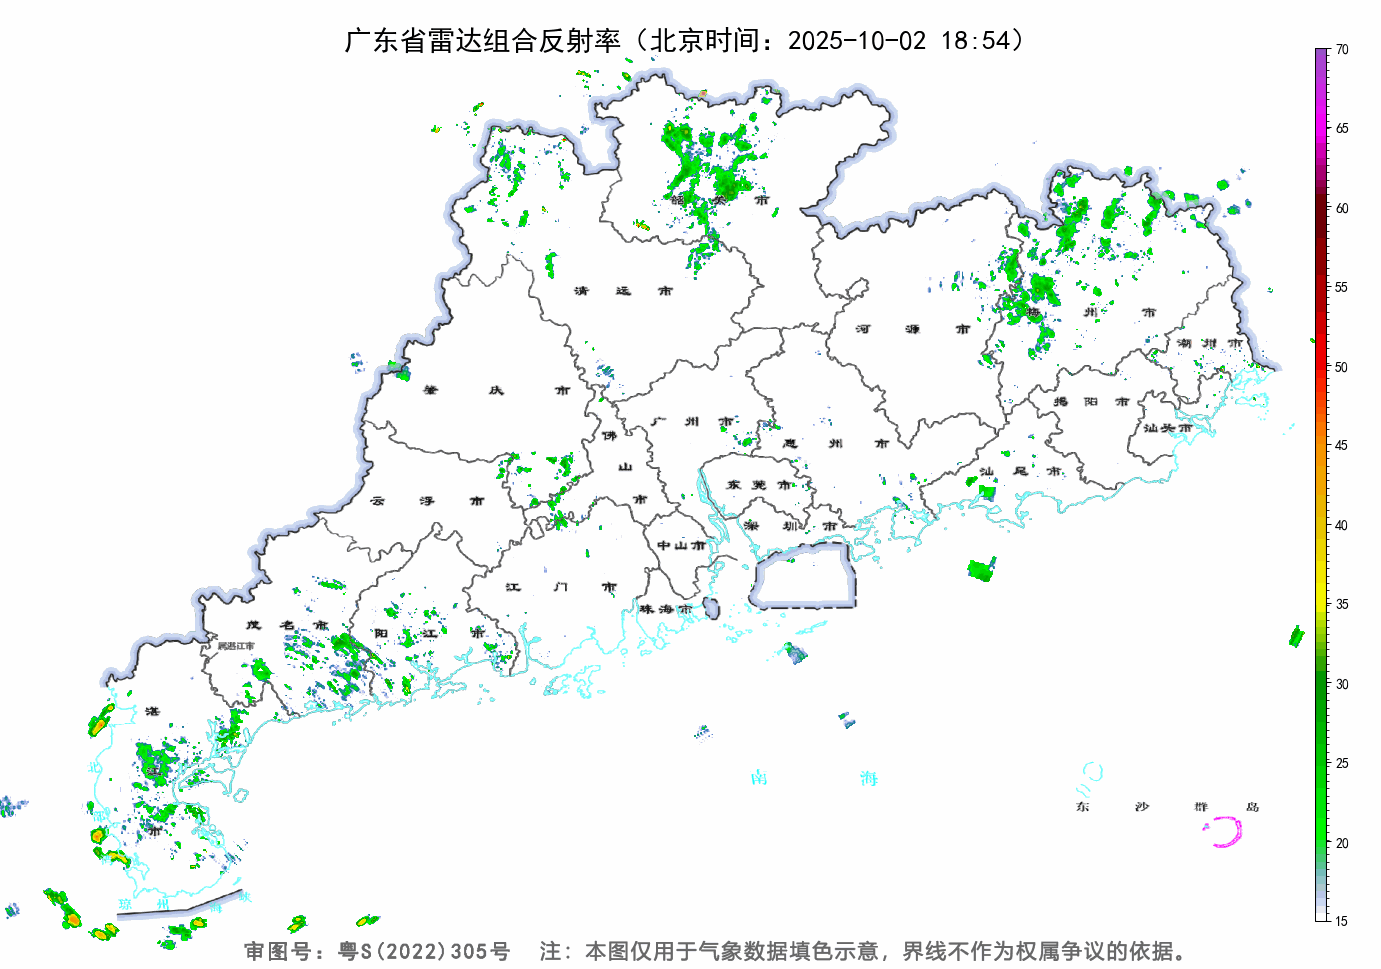 广东省雷达组合反射率（北京时间：2025-10-02 18:54）
70
65
60
55
50
45
40
35
30
25
20
15
韶关市
清远市
河源市
梅州市
潮州市
肇庆市
广州市
惠州市
揭阳市
汕头市
佛山市
云浮市
东莞市
汕尾市
深圳市
中山市
江门市
珠海市
茂名市
阳江市
属湛江市
湛江市
北部
南海
东沙群岛
琼州海峡
审图号：粤S(2022)305号 注：本图仅用于气象数据填色示意，界线不作为权属争议的依据。